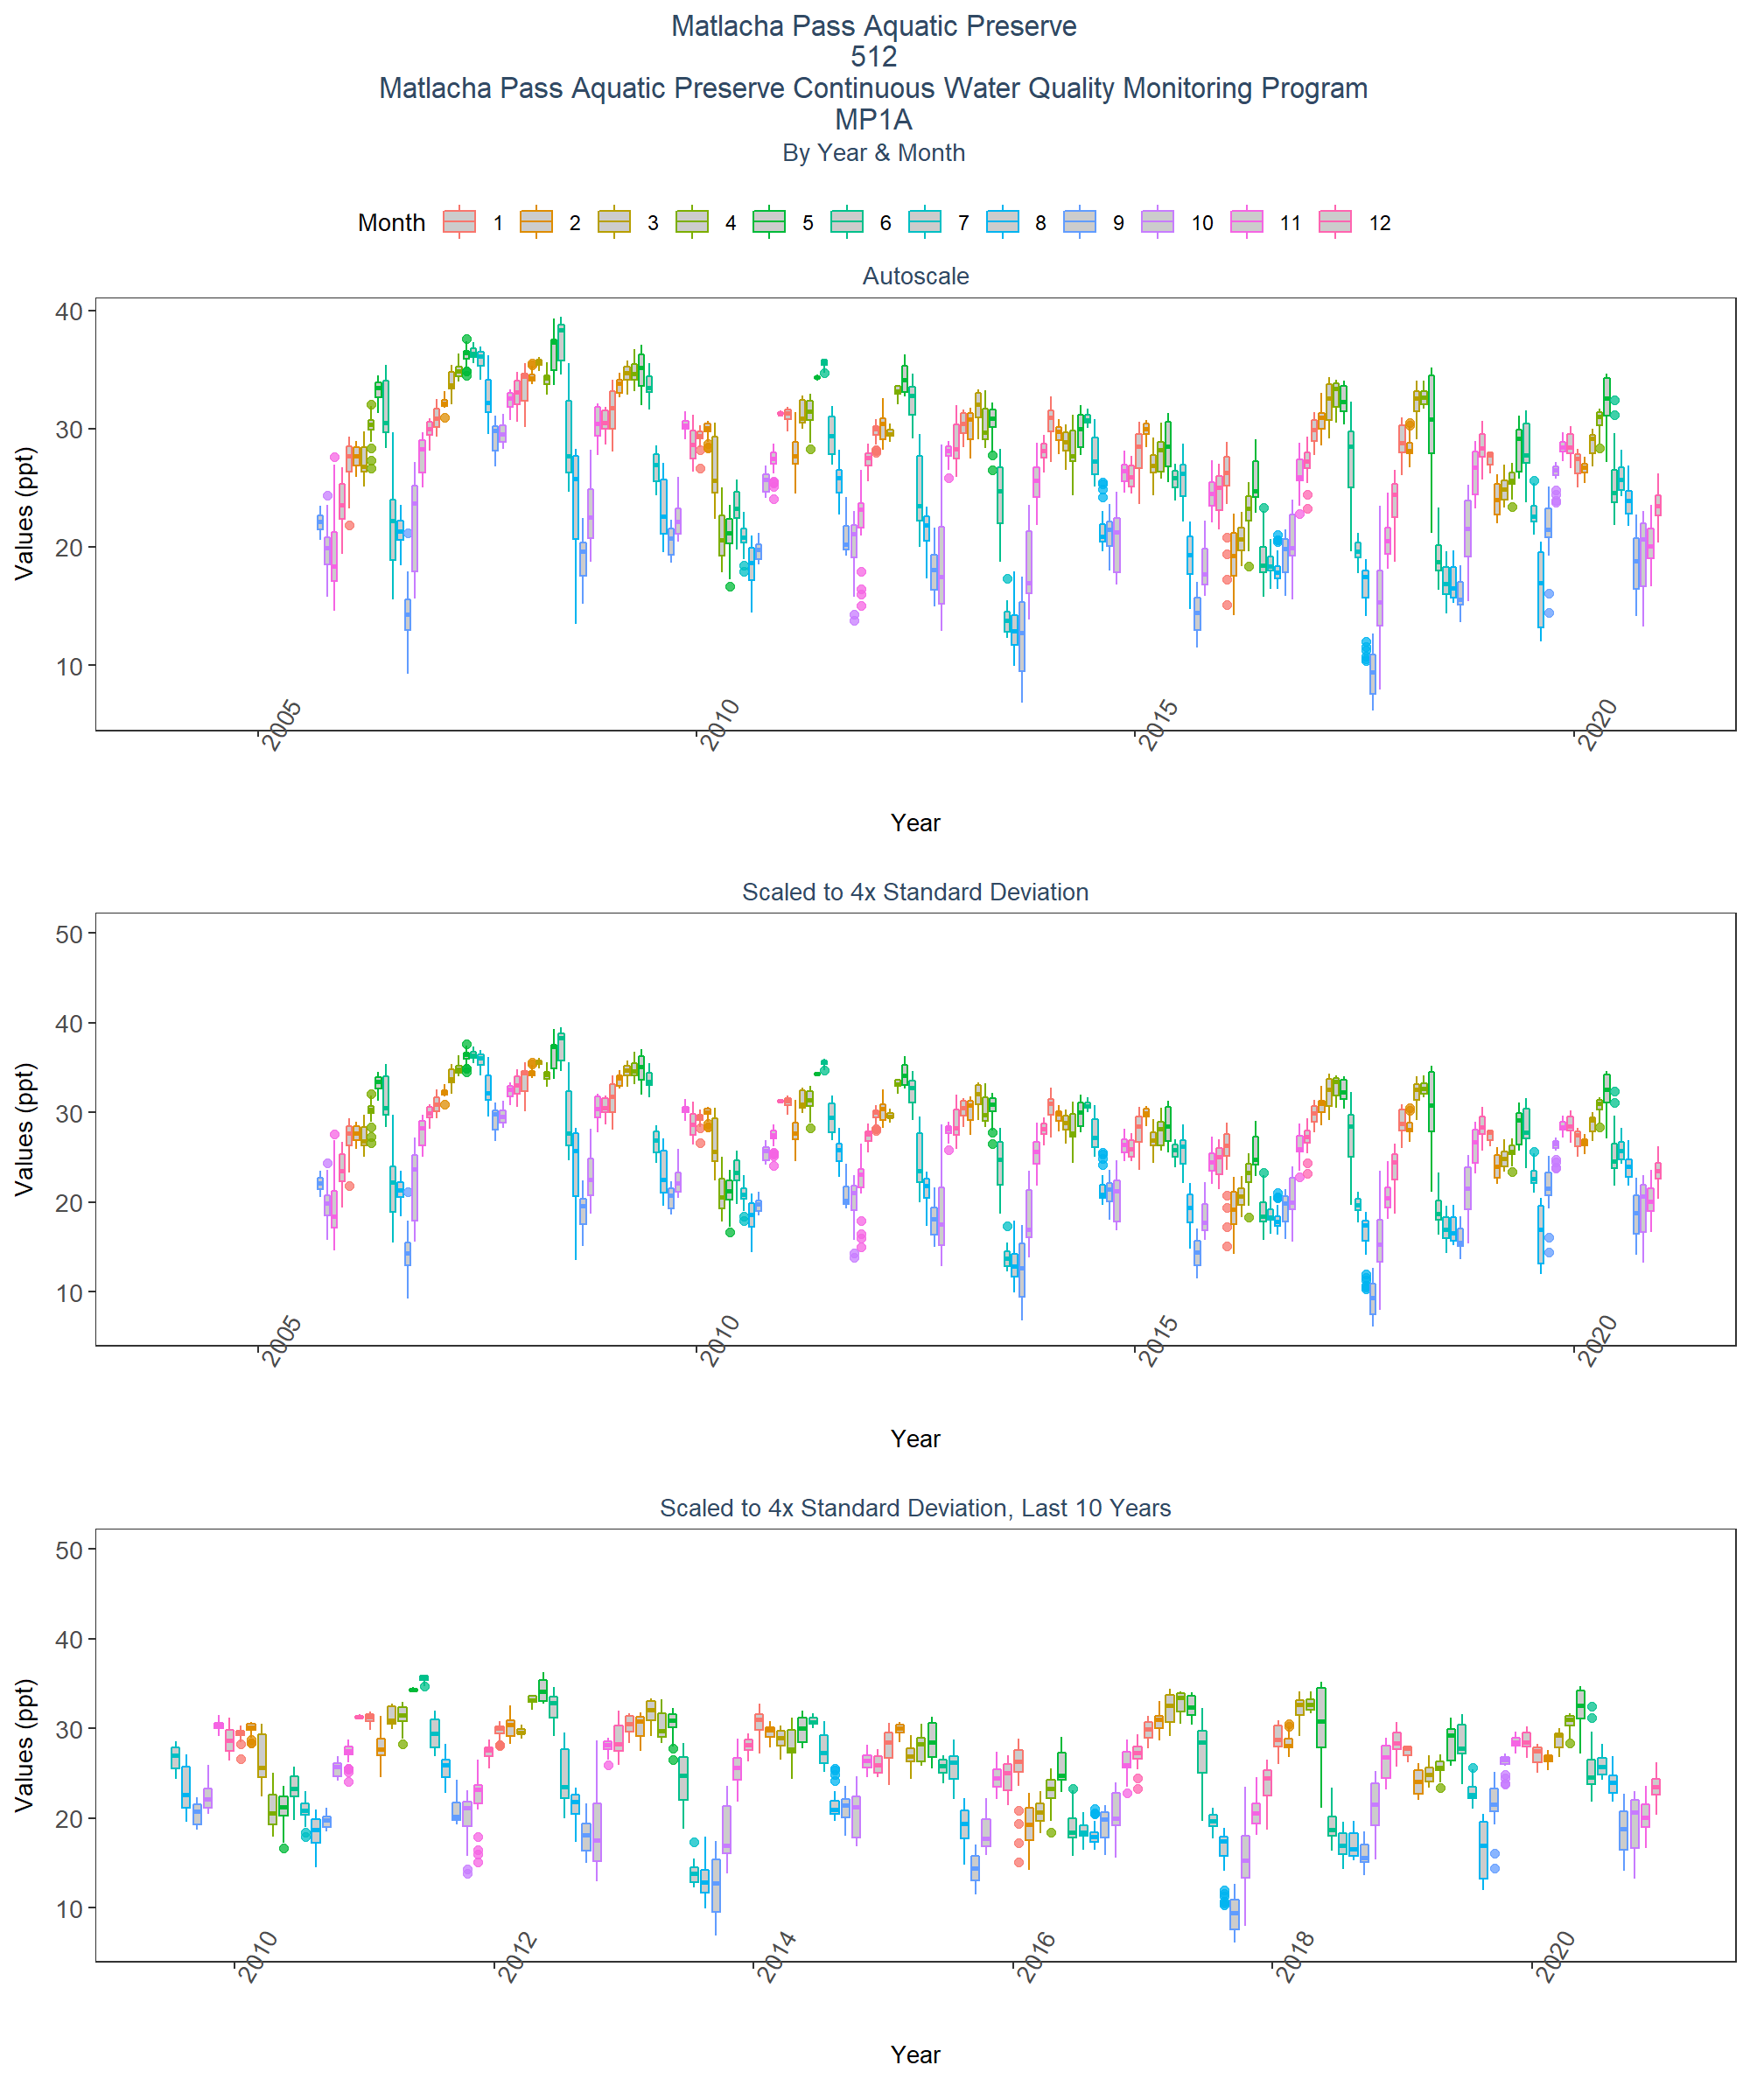 Matlacha Pass Aquatic Preserve
512
Matlacha Pass Aquatic Preserve Continuous Water Quality Monitoring Program
MP1A
By Year & Month
Month 1 2 3 4 5 6 7 8 9 10 11 12
Autoscale
Values (ppt)
40
30
20
10
2005 2010 2015 2020
Year
Scaled to 4x Standard Deviation
Values (ppt)
50
40
30
20
10
2005 2010 2015 2020
Year
Scaled to 4x Standard Deviation, Last 10 Years
Values (ppt)
50
40
30
20
10
2010 2012 2014 2016 2018 2020
Year